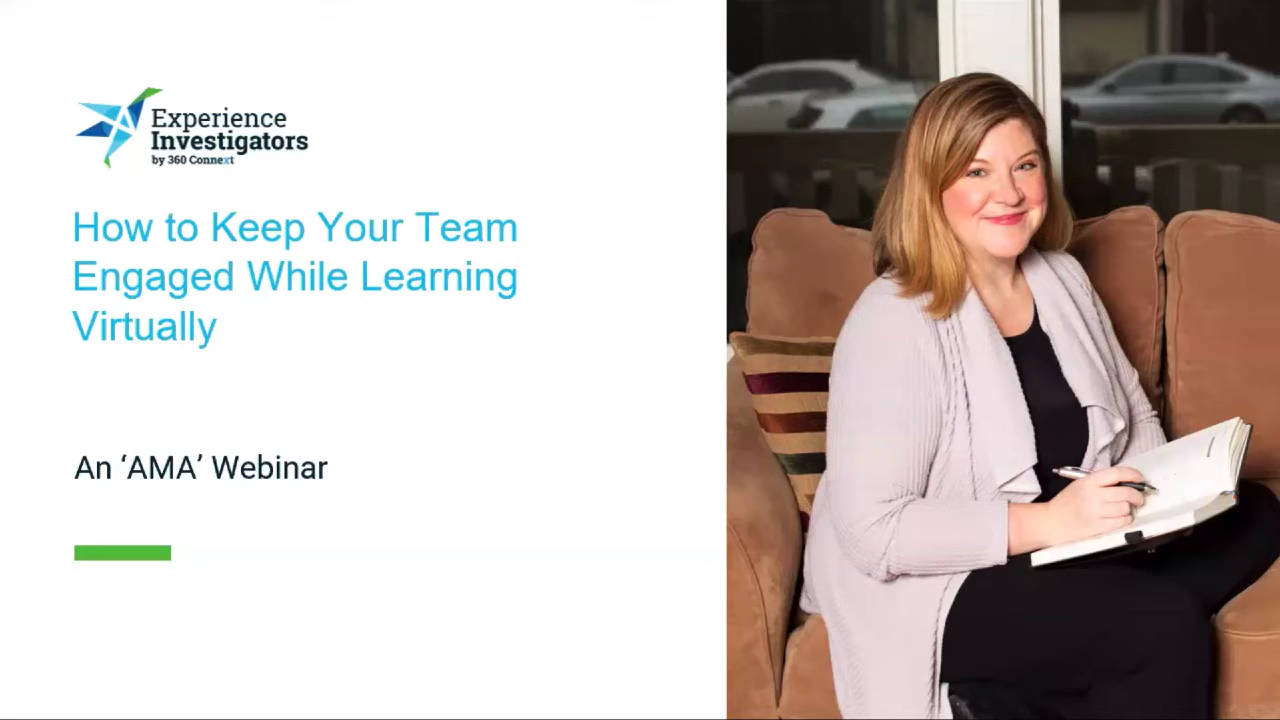 Experience
Investigators
by 360 Connext
How to Keep Your Team
Engaged While Learning
Virtually
An ‘AMA’ Webinar